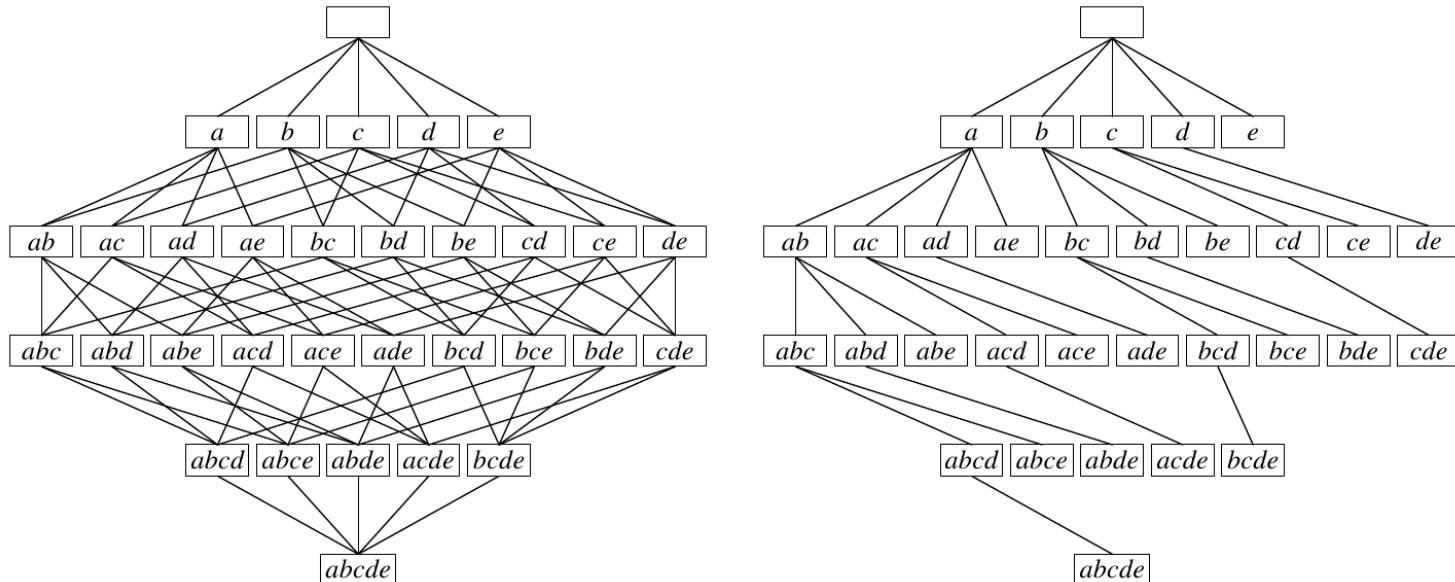 a b c d e a b c d e
ab ac ad ae bc bd be cd ce de ab ac ad ae bc bd be cd ce de
abc abd abe acd ace ade bcd bce bde cde abc abd abe acd ace ade bcd bce bde cde
abcd abce abde acde bcde abcd abce abde acde bcde
abcde abcde